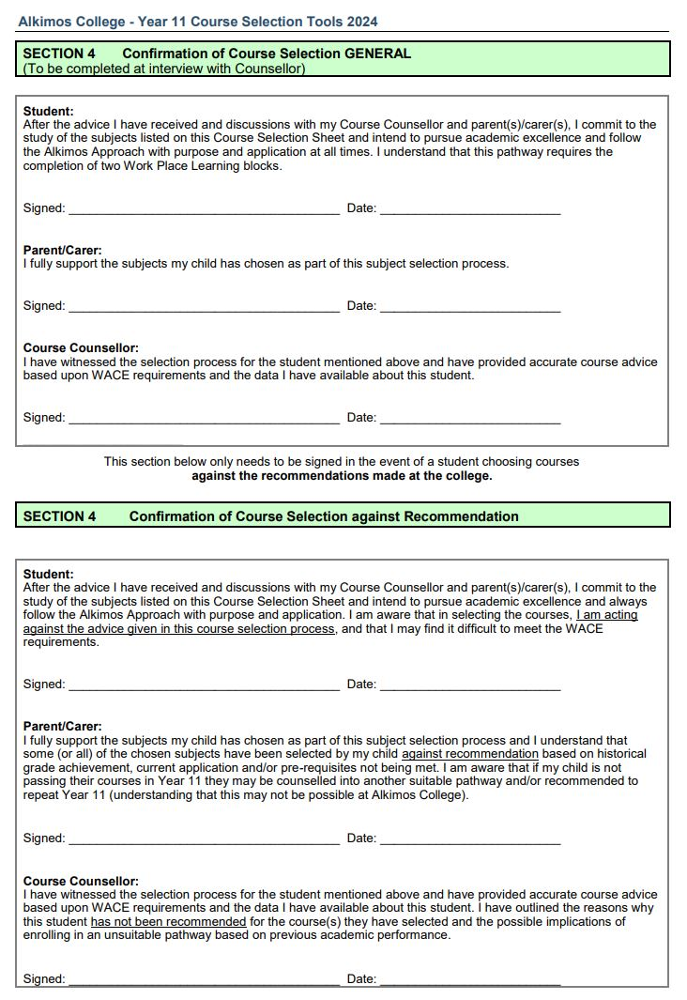 Alkimos College - Year 11 Course Selection Tools 2024
SECTION 4 Confirmation of Course Selection GENERAL
(To be completed at interview with Counsellor)
Student:
After the advice I have received and discussions with my Course Counsellor and parent(s)/carer(s), I commit to the
study of the subjects listed on this Course Selection Sheet and intend to pursue academic excellence and follow
the Alkimos Approach with purpose and application at all times. I understand that this pathway requires the
completion of two Work Place Learning blocks.
Signed: ________________________________________ Date: ___________________________
Parent/Carer:
I fully support the subjects my child has chosen as part of this subject selection process.
Signed: ________________________________________ Date: ___________________________
Course Counsellor:
I have witnessed the selection process for the student mentioned above and have provided accurate course advice
based upon WACE requirements and the data I have available about this student.
Signed: ________________________________________ Date: ___________________________
This section below only needs to be signed in the event of a student choosing courses
against the recommendations made at the college.
SECTION 4 Confirmation of Course Selection against Recommendation
Student:
After the advice I have received and discussions with my Course Counsellor and parent(s)/carer(s), I commit to the
study of the subjects listed on this Course Selection Sheet and intend to pursue academic excellence and always
follow the Alkimos Approach with purpose and application. I am aware that in selecting the courses, I am acting
against the advice given in this course selection process, and that I may find it difficult to meet the WACE
requirements.
Signed: ________________________________________ Date: ___________________________
Parent/Carer:
I fully support the subjects my child has chosen as part of this subject selection process and I understand that
some (or all) of the chosen subjects have been selected by my child against recommendation based on historical
grade achievement, current application and/or pre-requisites not being met. I am aware that if my child is not
passing their courses in Year 11 they may be counselled into another suitable pathway and/or recommended to
repeat Year 11 (understanding that this may not be possible at Alkimos College).
Signed: ________________________________________ Date: ___________________________
Course Counsellor:
I have witnessed the selection process for the student mentioned above and have provided accurate course advice
based upon WACE requirements and the data I have available about this student. I have outlined the reasons why
this student has not been recommended for the course(s) they have selected and the possible implications of
enrolling in an unsuitable pathway based on previous academic performance.
Signed: ________________________________________ Date: ___________________________